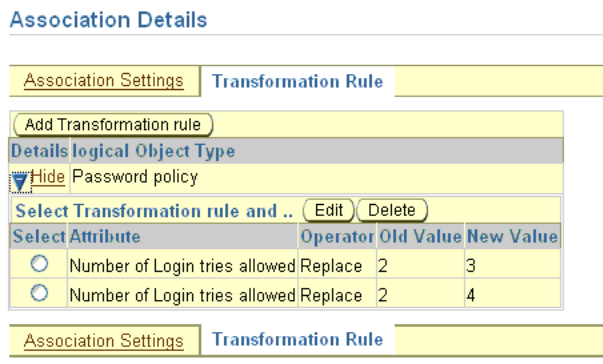 Association Details
Association Settings Transformation Rule
Add Transformation rule
Details logical Object Type
Hide Password policy
Select Transformation rule and .. Edit Delete
Select Attribute Operator Old Value New Value
Number of Login tries allowed Replace 2 3
Number of Login tries allowed Replace 2 4
Association Settings Transformation Rule